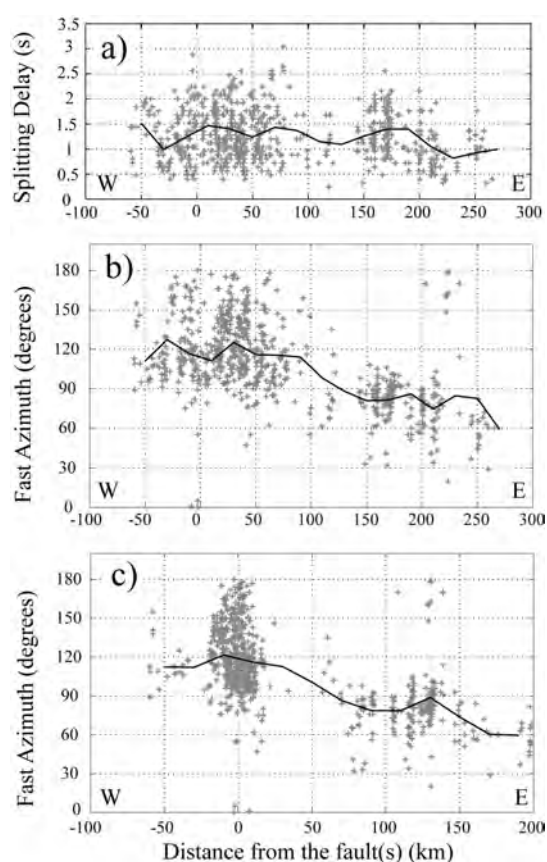 3.5
3
2.5
2
1.5
1
0.5
0
Splitting Delay (s)
a)
W
E
-100 -50 0 50 100 150 200 250 300
180
150
120
90
60
30
0
Fast Azimuth (degrees)
b)
W
E
-100 -50 0 50 100 150 200 250 300
180
150
120
90
60
30
0
Fast Azimuth (degrees)
c)
W
E
-100 -50 0 50 100 150 200
Distance from the fault(s) (km)